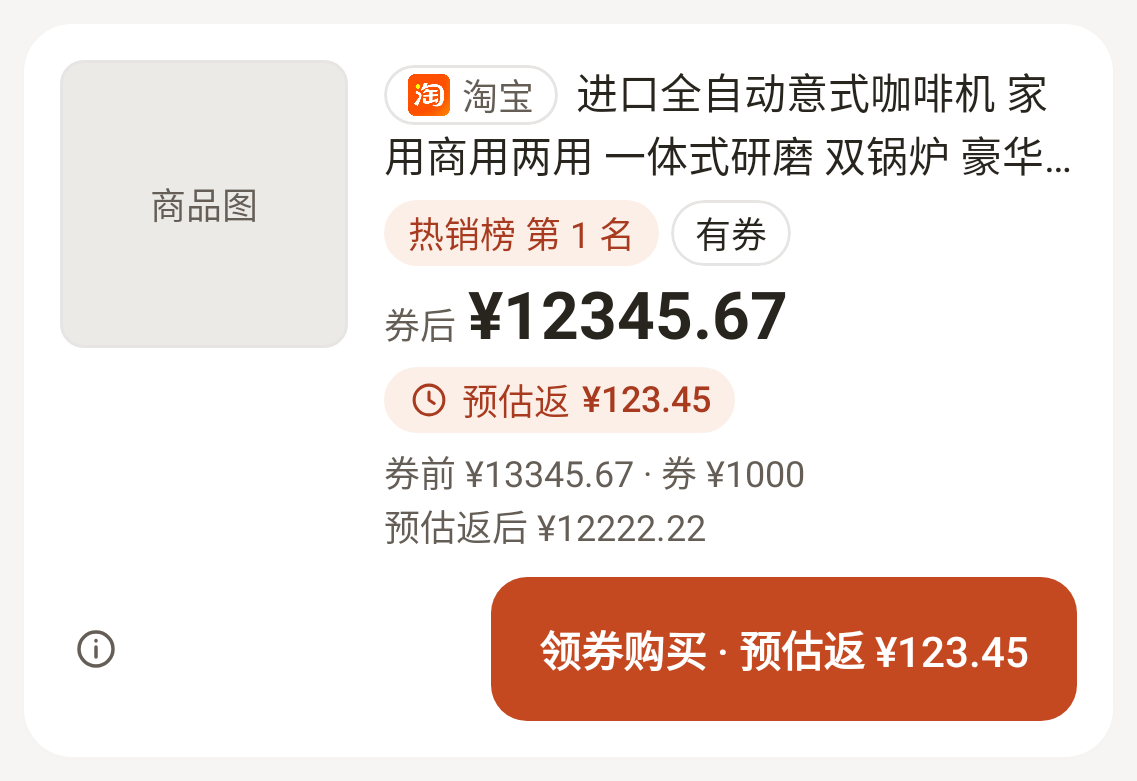 商品图
淘 淘宝 进口全自动意式咖啡机 家
用商用两用 一体式研磨 双锅炉 豪华...
热销榜 第 1 名 有券
券后 ¥12345.67
预估返 ¥123.45
券前 ¥13345.67 · 券 ¥1000
预估返后 ¥12222.22
领券购买 · 预估返 ¥123.45